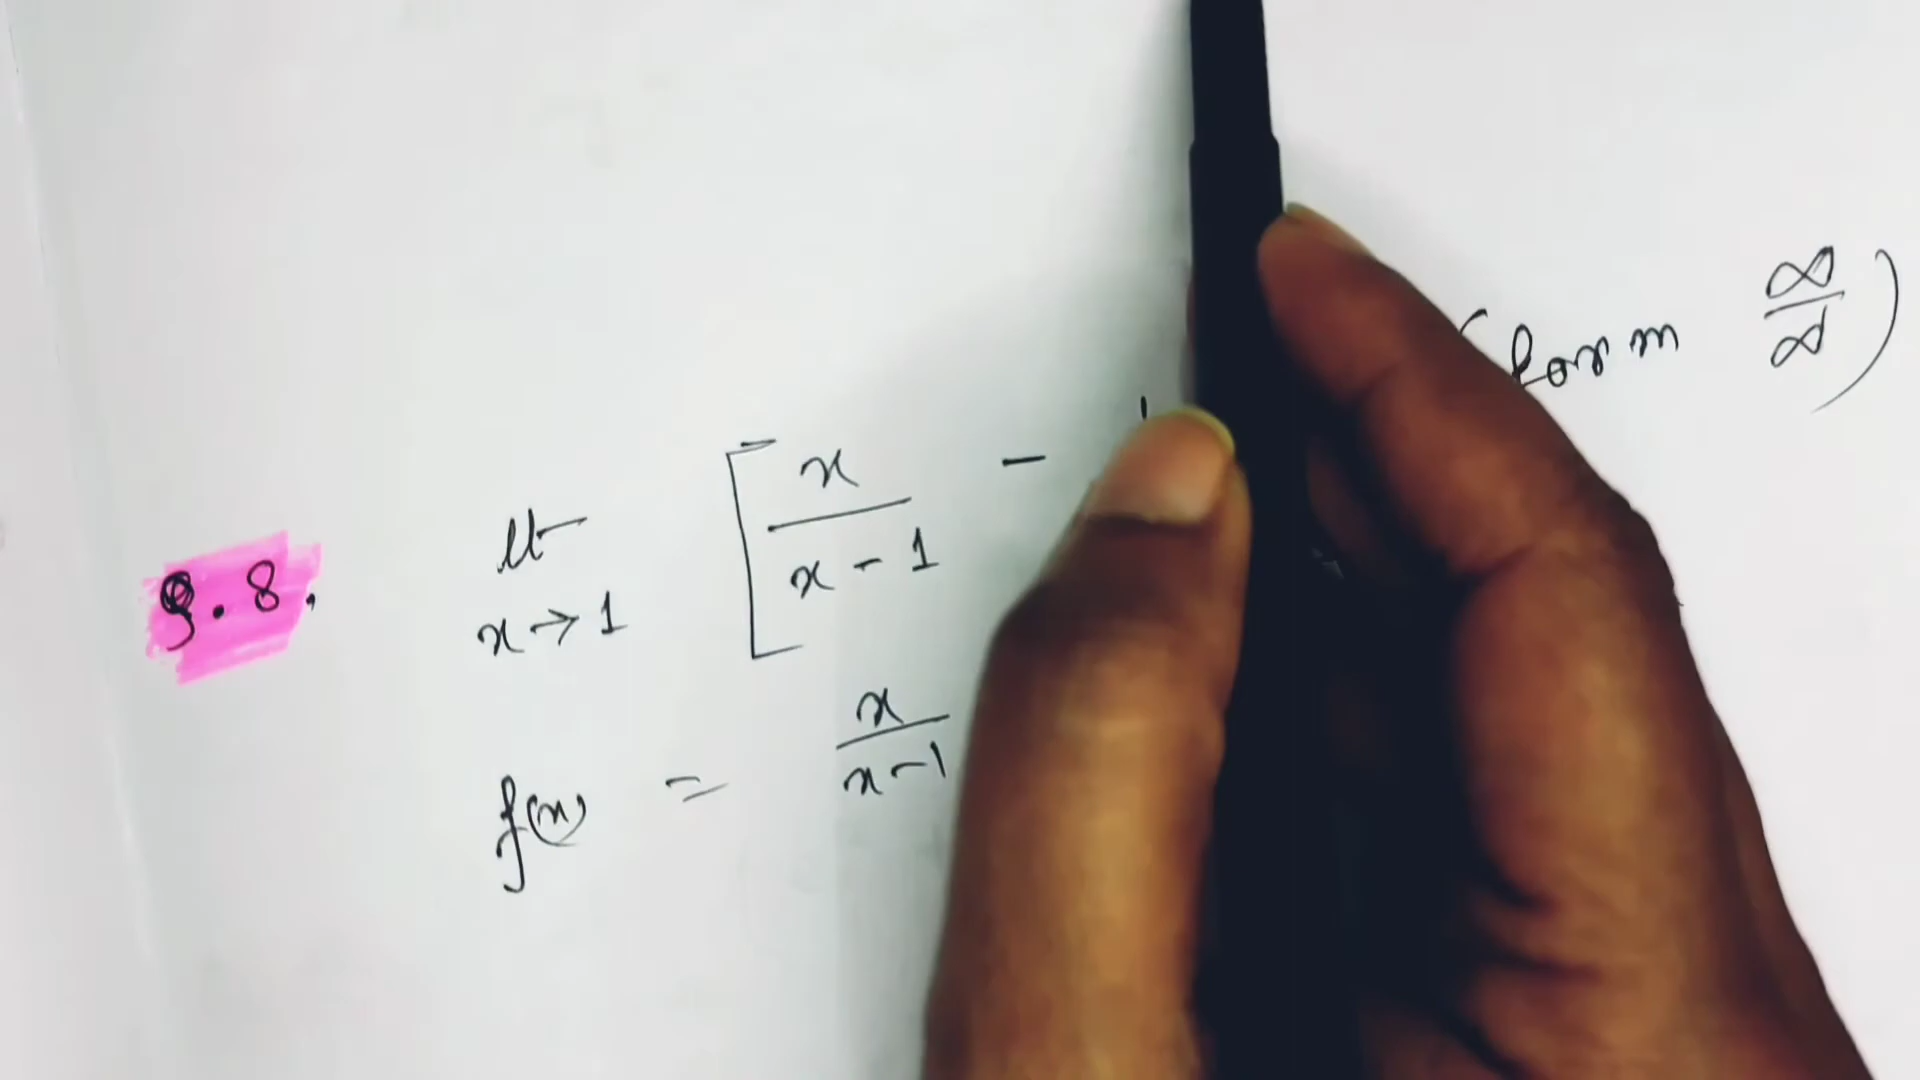 (form ∞/∞)
Q.8. lt x→1 [x/(x-1) -
f(x) = x/(x-1)